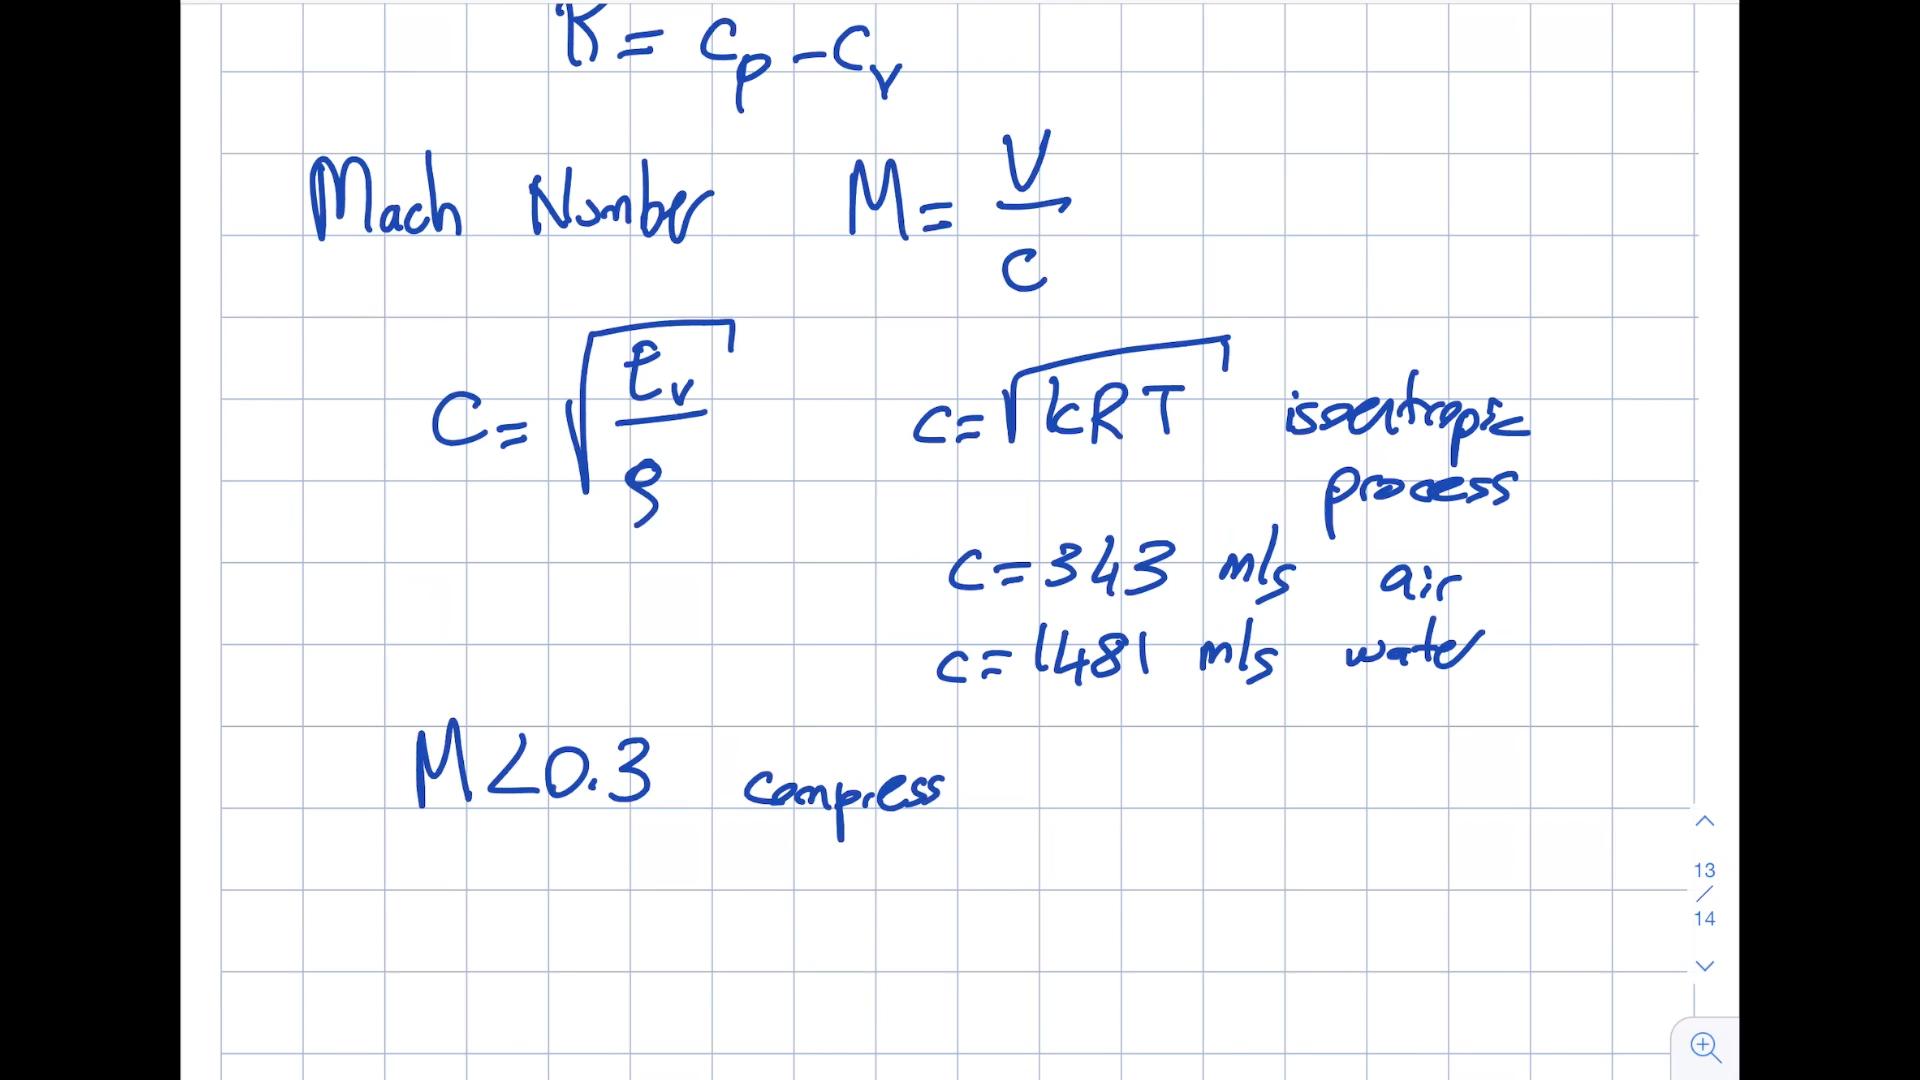 R = cp - cv
Mach Number M = V / c
C = √(Ev / ρ) c = √kRT isentropic process
c = 343 m/s air
c = 1481 m/s water
M < 0.3 compress
13 / 14